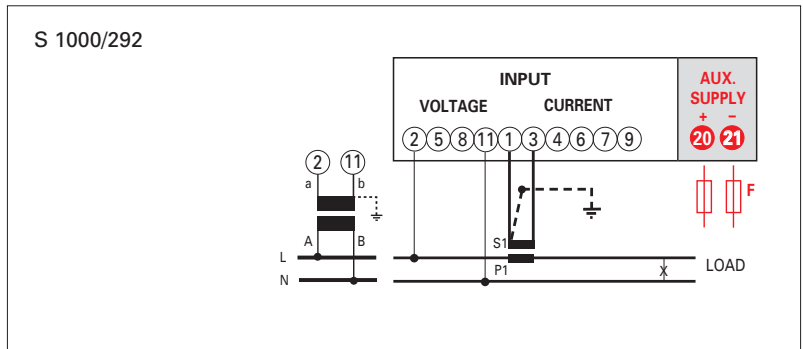 S 1000/292
INPUT
AUX.
SUPPLY
VOLTAGE CURRENT
+ −
2 5 8 11 1 3 4 6 7 9 20 21
2 11
a b
F
A B
S1
L
P1
X
LOAD
N